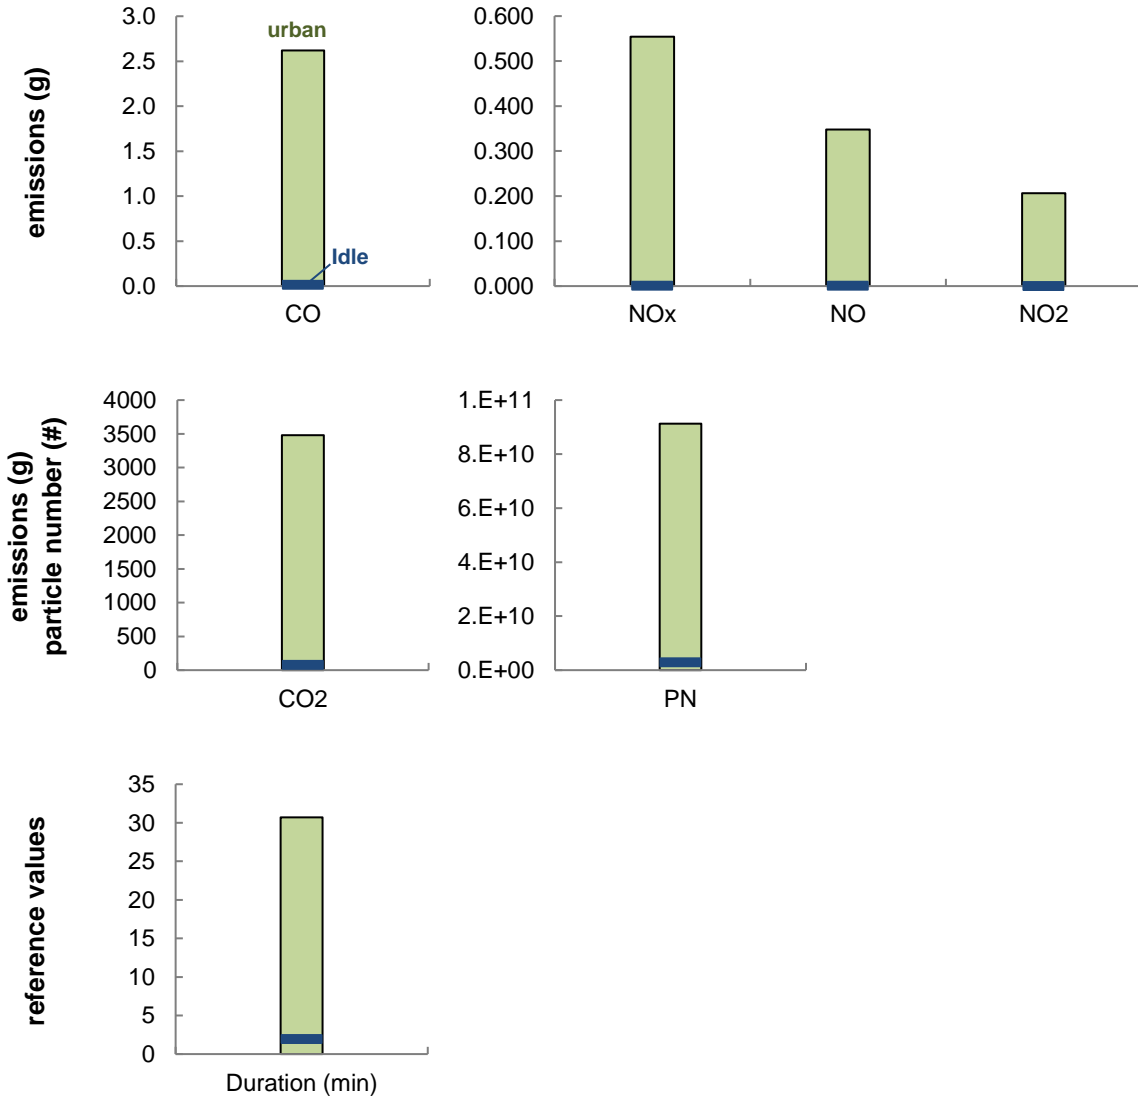 emissions (g)
3.0
2.5
2.0
1.5
1.0
0.5
0.0
urban
Idle
CO
0.600
0.500
0.400
0.300
0.200
0.100
0.000
NOx NO NO2
emissions (g)
particle number (#)
4000
3500
3000
2500
2000
1500
1000
500
0
CO2
1.E+11
8.E+10
6.E+10
4.E+10
2.E+10
0.E+00
PN
reference values
35
30
25
20
15
10
5
0
Duration (min)